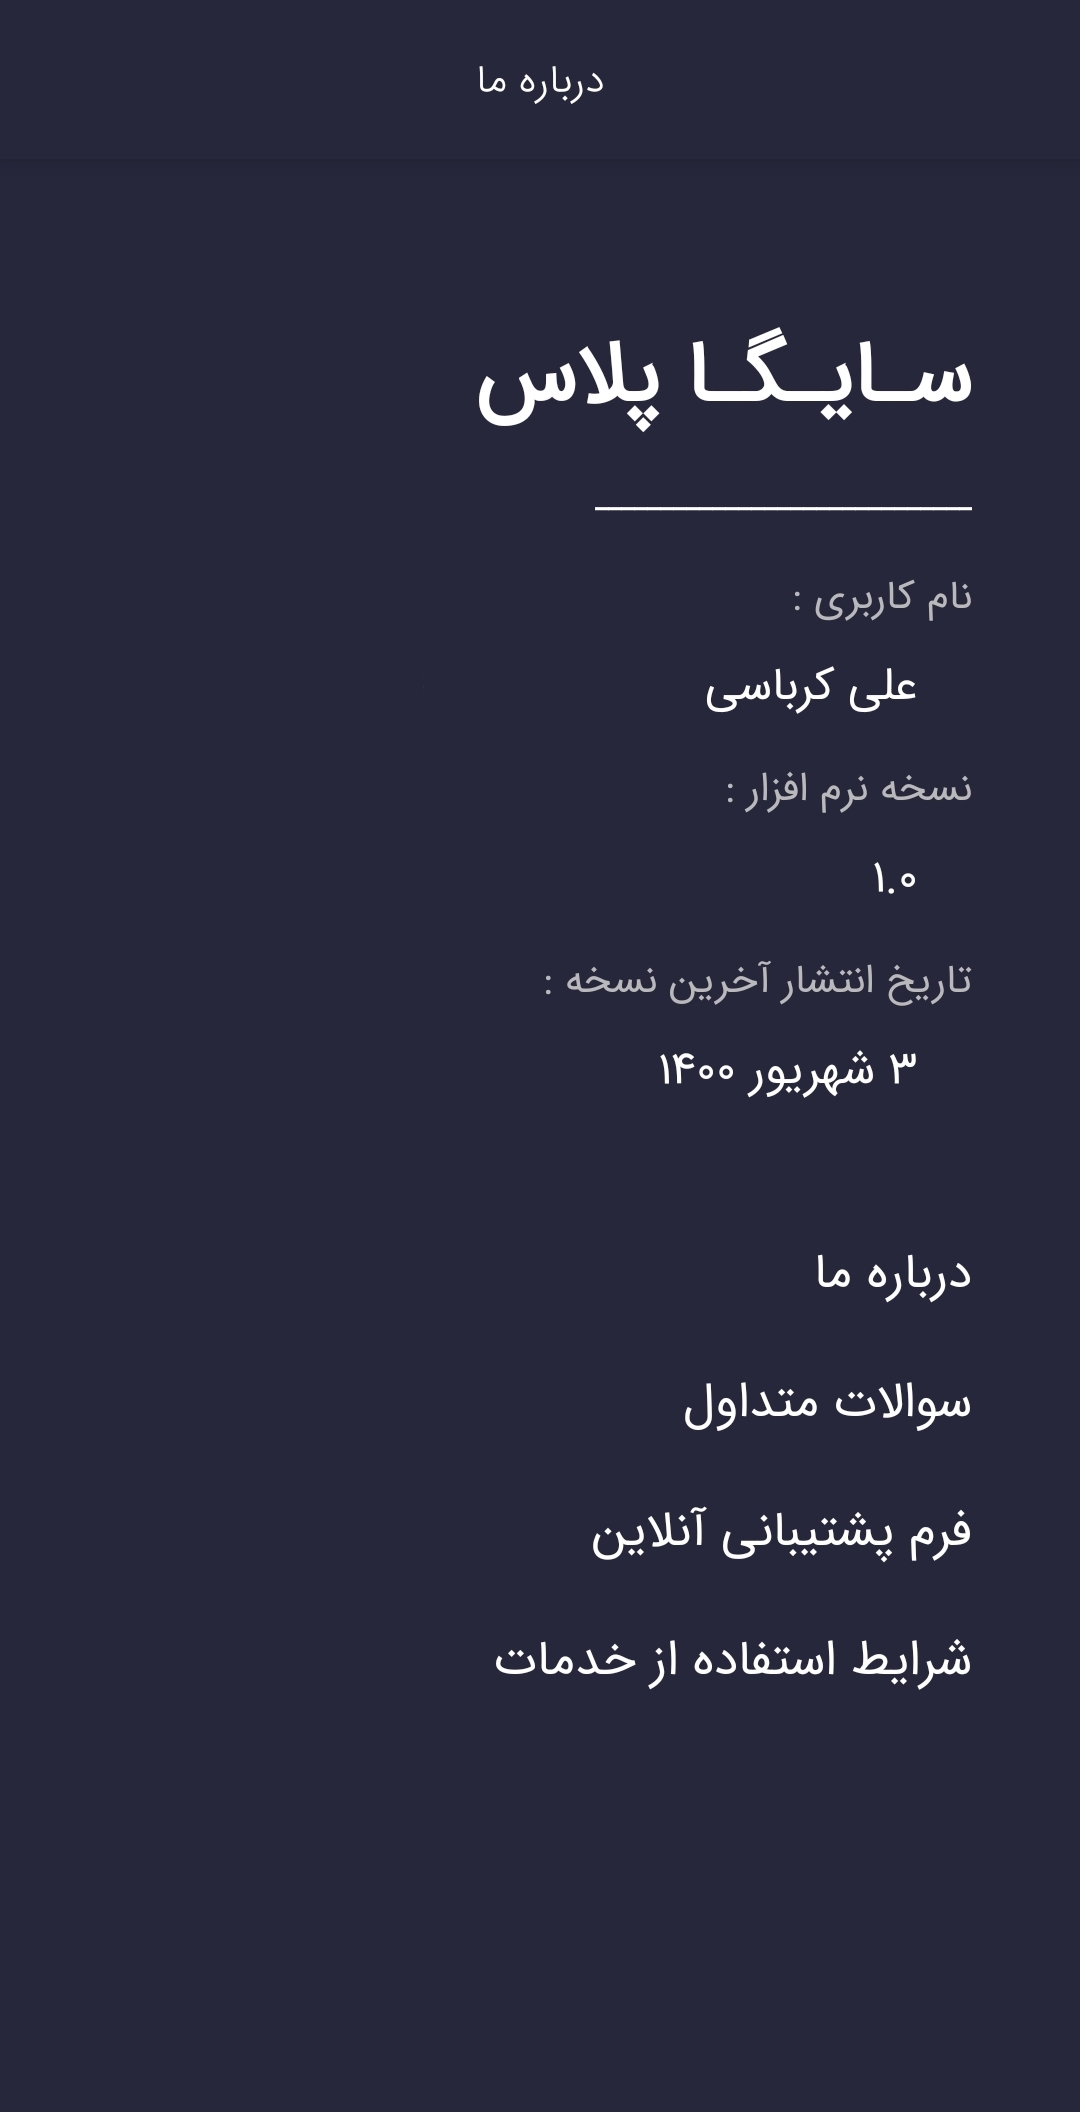 درباره ما
سـایـگـا پلاس
نام کاربری :
علی کرباسی
نسخه نرم افزار :
۱.۰
تاریخ انتشار آخرین نسخه :
۳ شهریور ۱۴۰۰
درباره ما
سوالات متداول
فرم پشتیبانی آنلاین
شرایط استفاده از خدمات